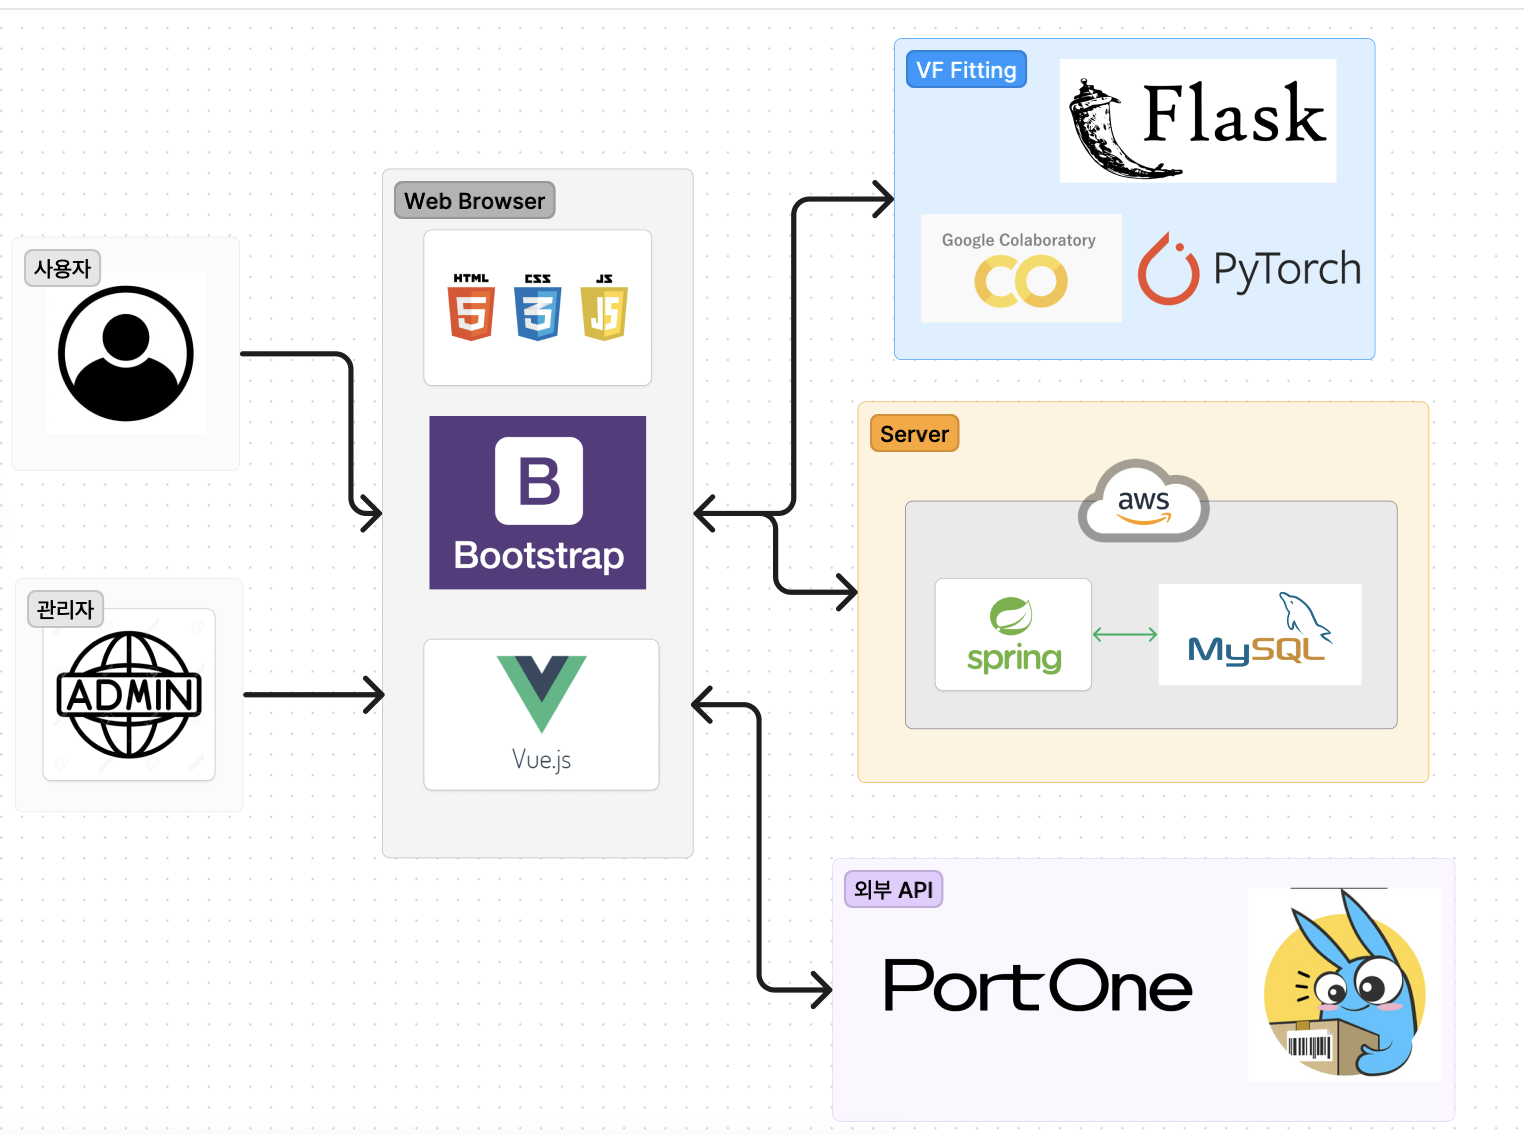 사용자
ADMIN
관리자
Web Browser
HTML
CSS
JS
5
3
JS
B
Bootstrap
Vue.js
VF Fitting
Flask
Google Colaboratory
PyTorch
Server
aws
spring
MySQL
외부 API
PortOne